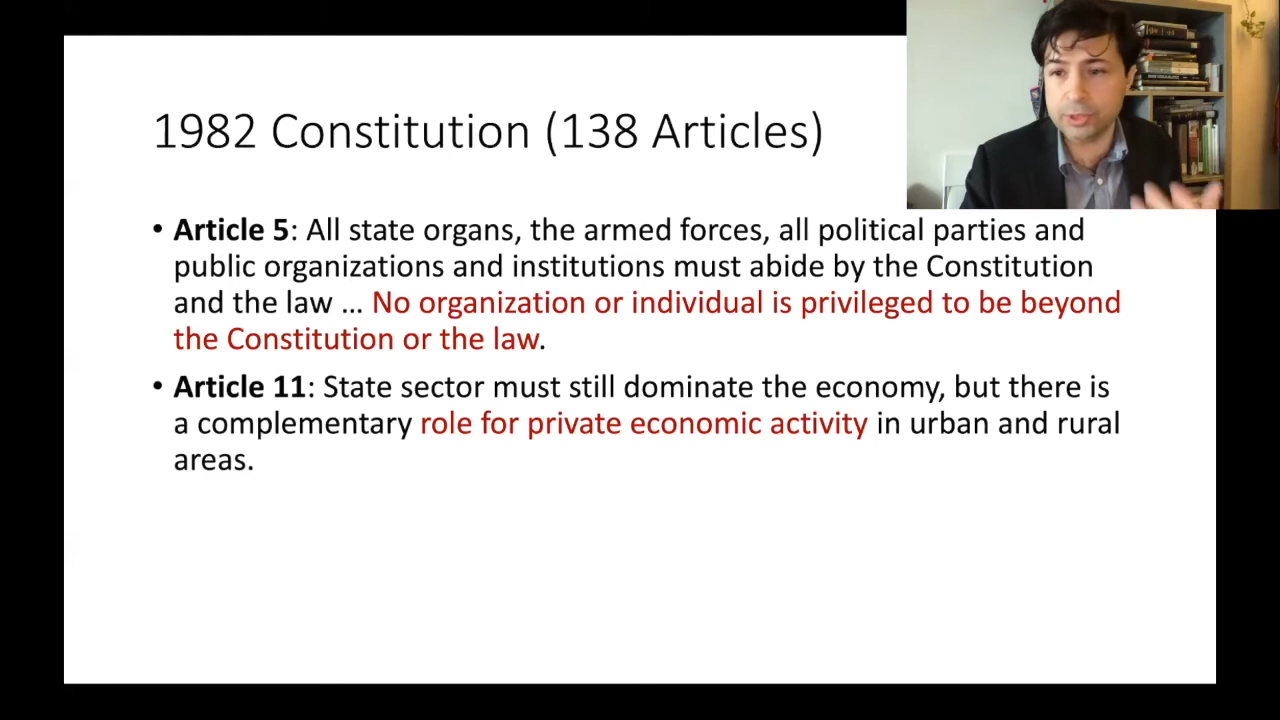 1982 Constitution (138 Articles)
• Article 5: All state organs, the armed forces, all political parties and
public organizations and institutions must abide by the Constitution
and the law … No organization or individual is privileged to be beyond
the Constitution or the law.
• Article 11: State sector must still dominate the economy, but there is
a complementary role for private economic activity in urban and rural
areas.